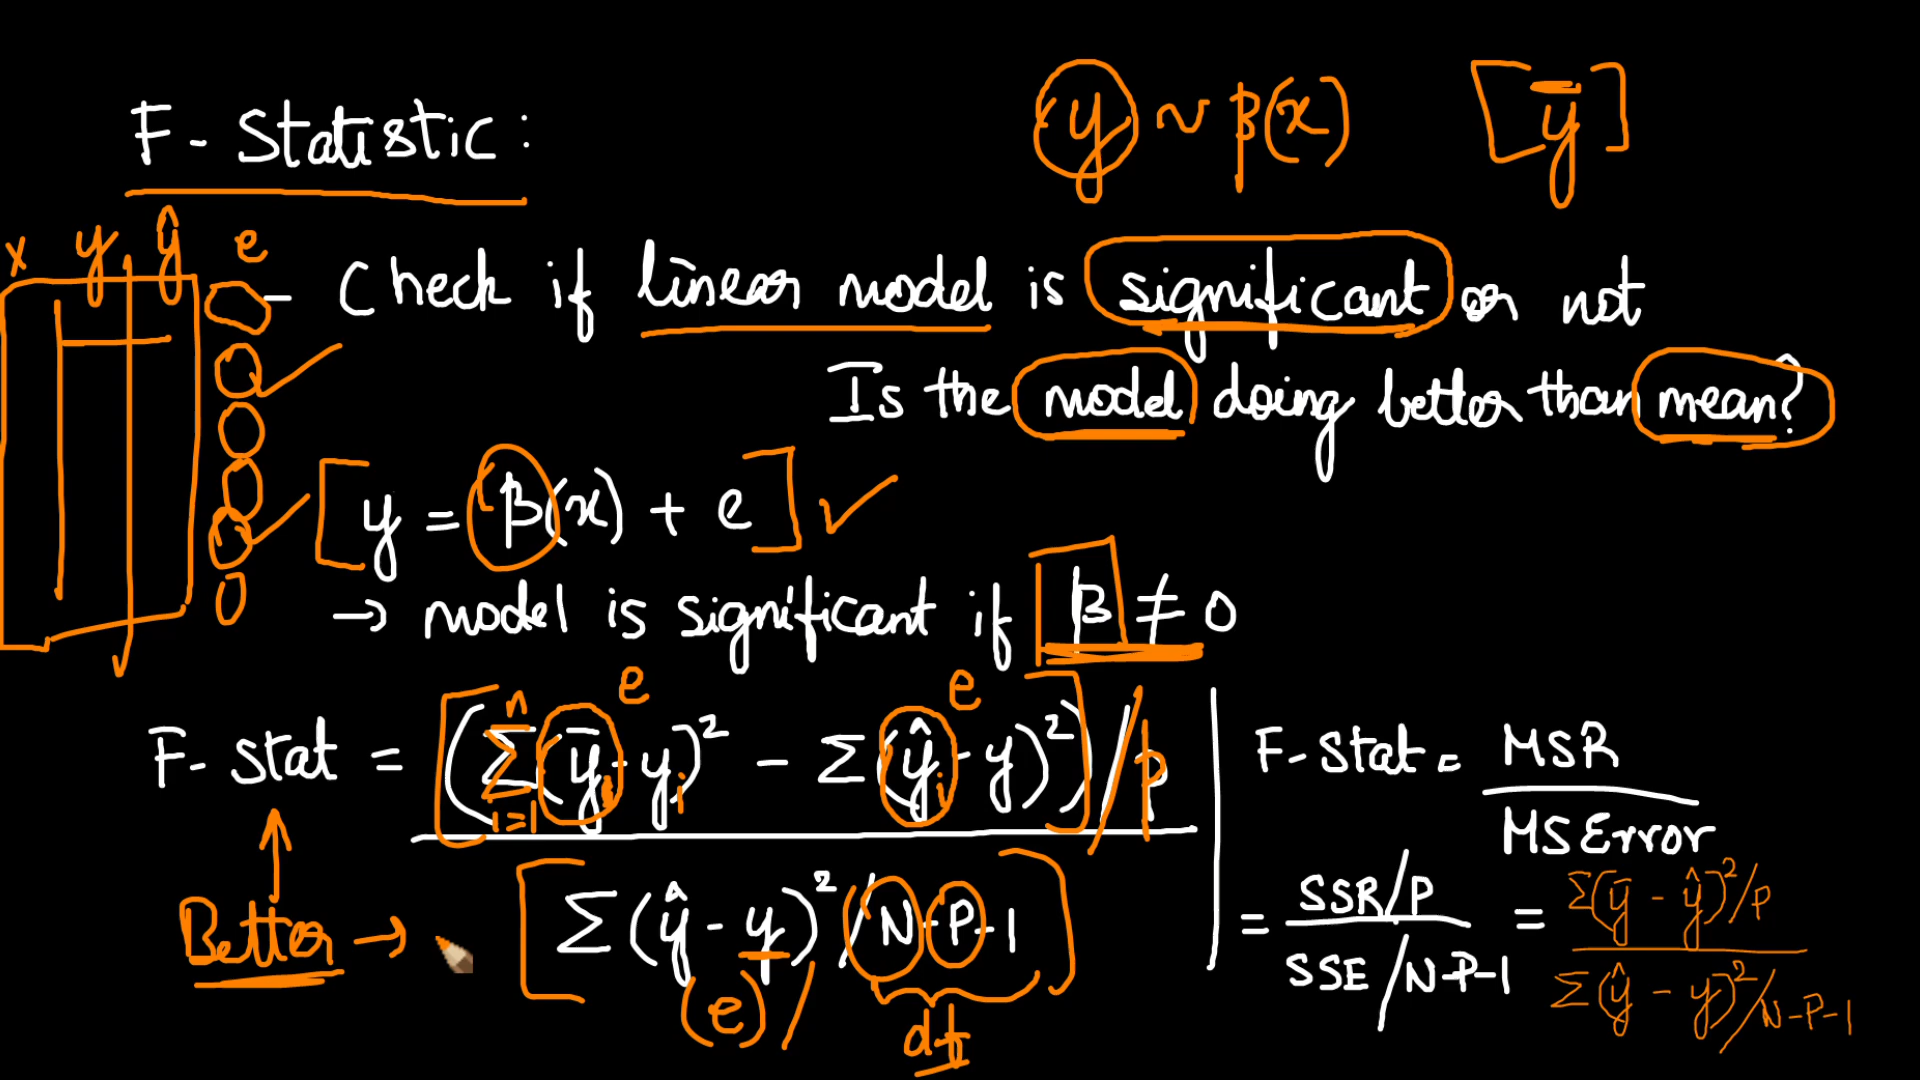 F - Statistic :
y ~ β(x) [ȳ]
x y ŷ e
- Check if linear model is significant or not
Is the model doing better than mean?
[y = β(x) + e] ✓
→ model is significant if β ≠ 0
e e
F- stat = [(Σ_{i=1}^{n} (ȳᵢ - yᵢ)² - Σ(ŷᵢ - y)²)] / p
[Σ(ŷ - y)² / N - P - 1]
(e) /
df
Better →
F- Stat = MSR / MS Error
= SSR/P / SSE/N-P-1 = Σ(ȳ - ŷ)²/P / Σ(ŷ - y)²/N-P-1